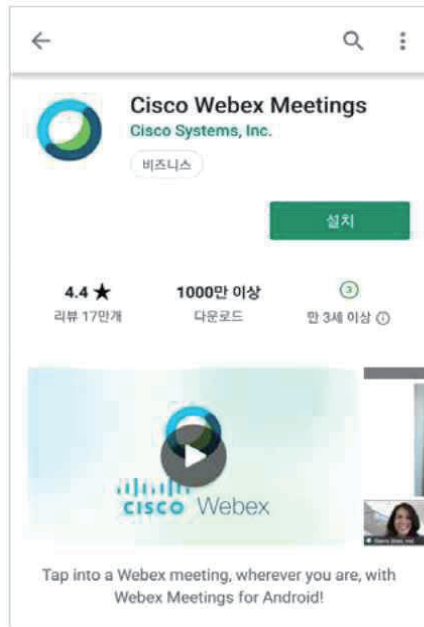 Cisco Webex Meetings
Cisco Systems, Inc.
비즈니스
설치
4.4 ★ 1000만 이상 3
리뷰 17만개 다운로드 만 3세 이상
CISCO Webex
Tap into a Webex meeting, wherever you are, with
Webex Meetings for Android!